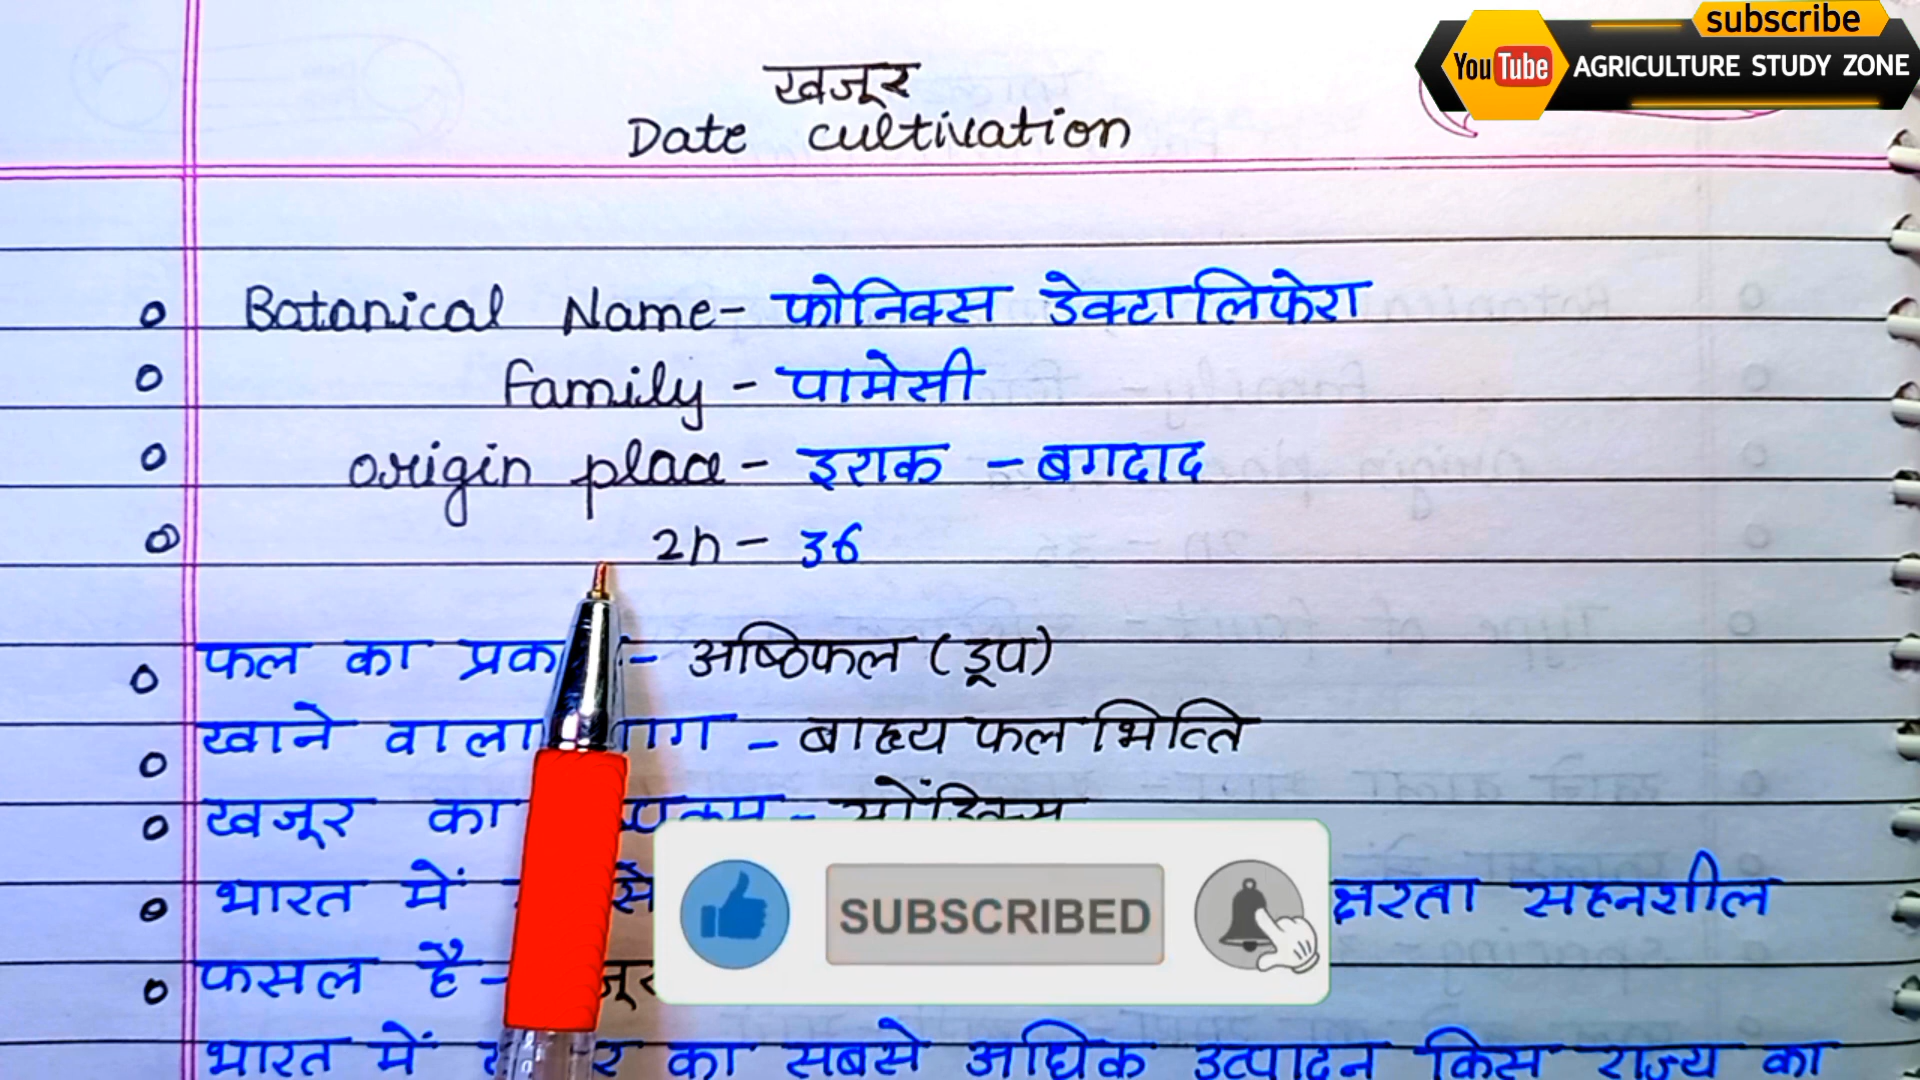 subscribe
YouTube AGRICULTURE STUDY ZONE
खजूर
Date cultivation
Botanical Name - फोनिक्स डेक्टालिफेरा
family - पामेसी
origin place - इराक - बगदाद
2n - 36
फल का - अष्ठिफल (ड्रूप)
खाने वाला - बाह्य फल भित्ति
खजूर का
भारत में क्षरता सहनशील
SUBSCRIBED
फसल है -
भारत में का सबसे अधिक उत्पादन किस राज्य का